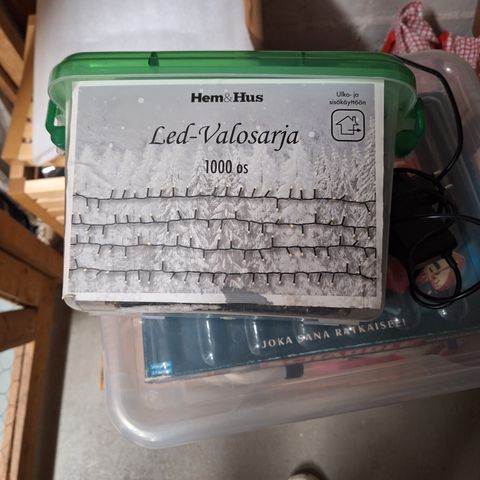 Hem&Hus
Ulko- ja
sisäkäyttöön
Led-Valosarja
1000 os
JOKA SANA RATKAISEE!